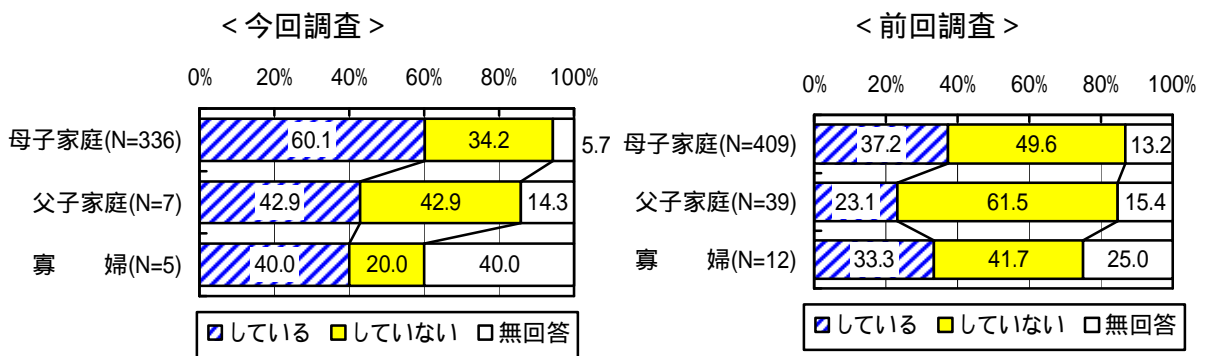 <今回調査>
0% 20% 40% 60% 80% 100%
母子家庭(N=336) 60.1 34.2 5.7
父子家庭(N=7) 42.9 42.9 14.3
寡　　婦(N=5) 40.0 20.0 40.0
している していない 無回答
<前回調査>
0% 20% 40% 60% 80% 100%
母子家庭(N=409) 37.2 49.6 13.2
父子家庭(N=39) 23.1 61.5 15.4
寡　　婦(N=12) 33.3 41.7 25.0
している していない 無回答